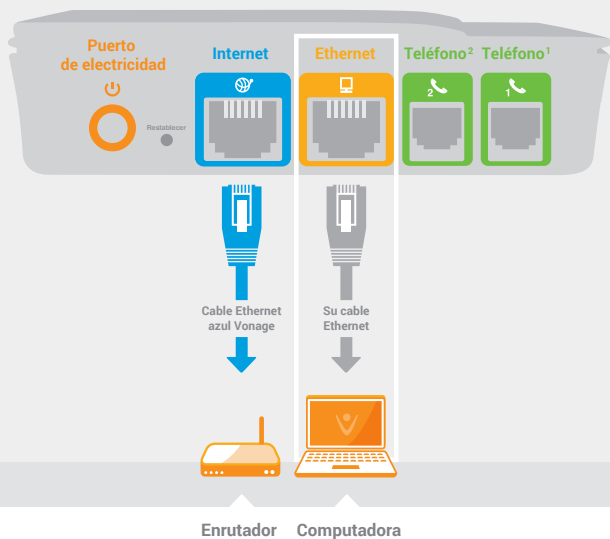 Puerto
de electricidad
Internet
Ethernet
Teléfono²
Teléfono¹
Restablecer
2
1
Cable Ethernet
azul Vonage
Su cable
Ethernet
Enrutador
Computadora